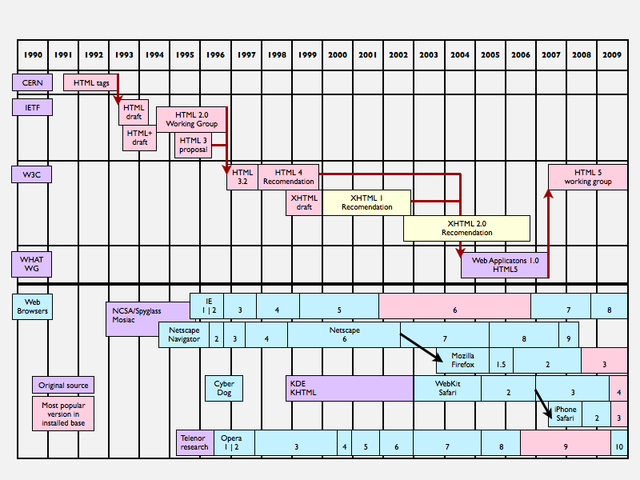 1990 1991 1992 1993 1994 1995 1996 1997 1998 1999 2000 2001 2002 2003 2004 2005 2006 2007 2008 2009
CERN
HTML tags
IETF
HTML
draft
HTML+
draft
HTML 2.0
Working Group
HTML 3
proposal
W3C
HTML
3.2
HTML 4
Recomendation
XHTML
draft
XHTML 1
Recomendation
XHTML 2.0
Recomendation
HTML 5
working group
WHAT
WG
Web Applicatons 1.0
HTML5
Web
Browsers
NCSA/Spyglass
Mosiac
IE
1 | 2 3 4 5 6 7 8
Netscape
Navigator 2 3 4
Netscape
6 7 8 9
Mozilla
Firefox 1.5 2 3
Original source
Most popular
version in
installed base
Cyber
Dog
KDE
KHTML
WebKit
Safari 2 3 4
iPhone
Safari 2 3
Telenor
research
Opera
1 | 2 3 4 5 6 7 8 9 10